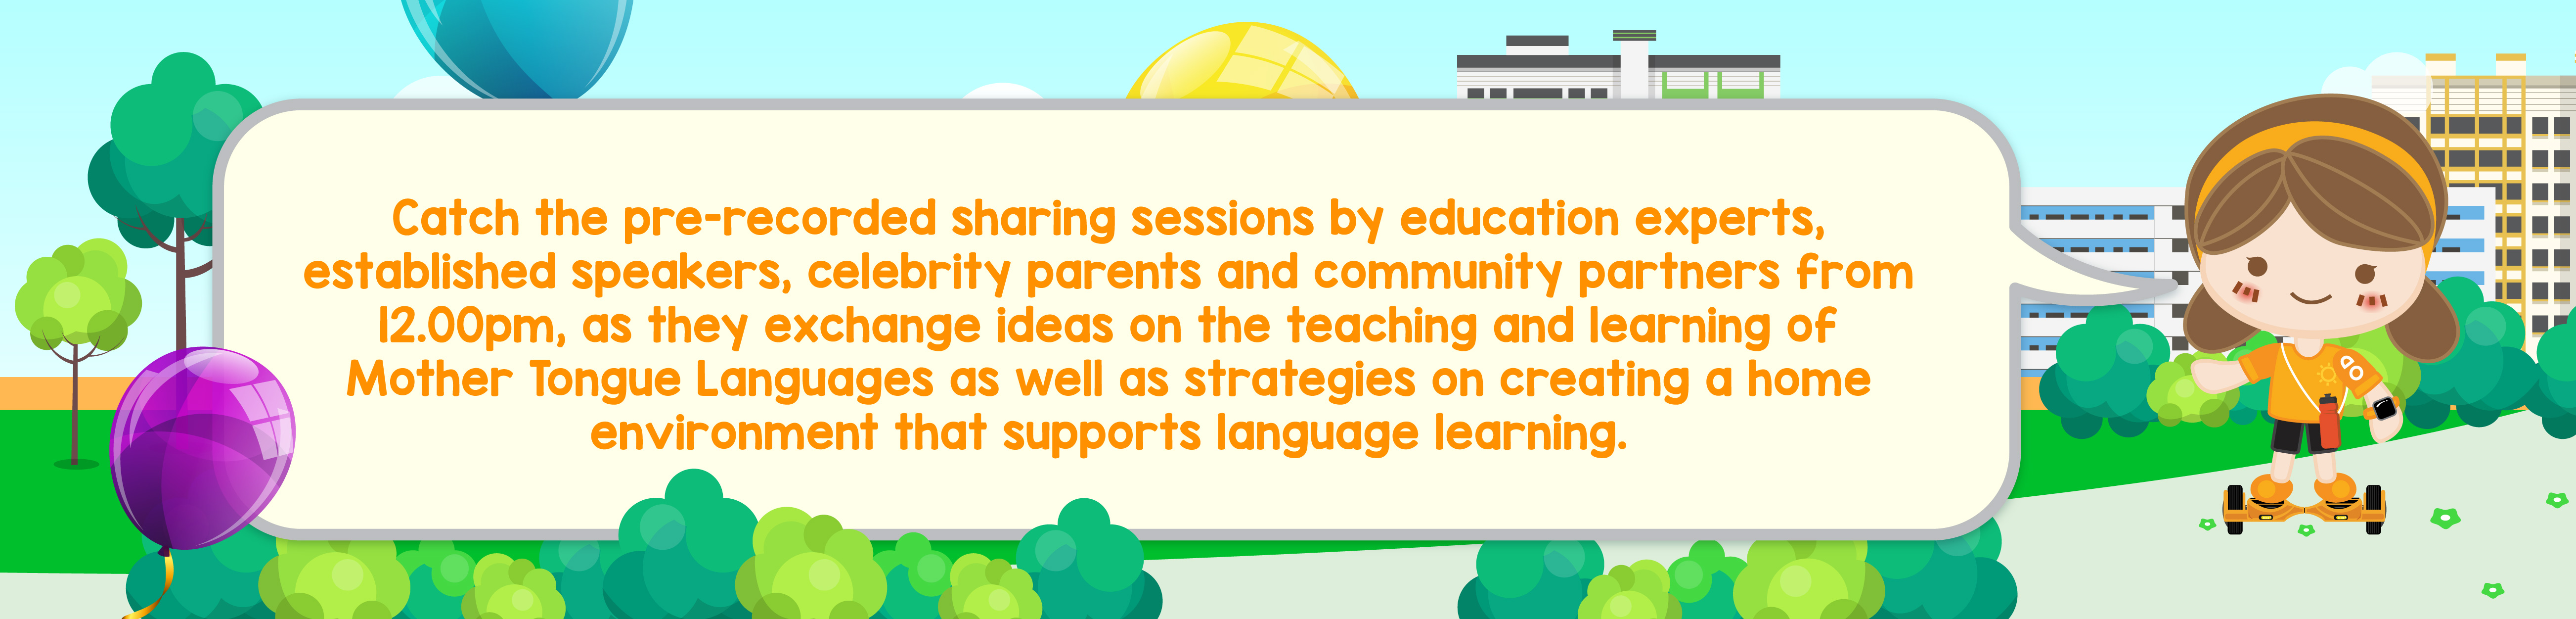 Catch the pre-recorded sharing sessions by education experts,
established speakers, celebrity parents and community partners from
12.00pm, as they exchange ideas on the teaching and learning of
Mother Tongue Languages as well as strategies on creating a home
environment that supports language learning.